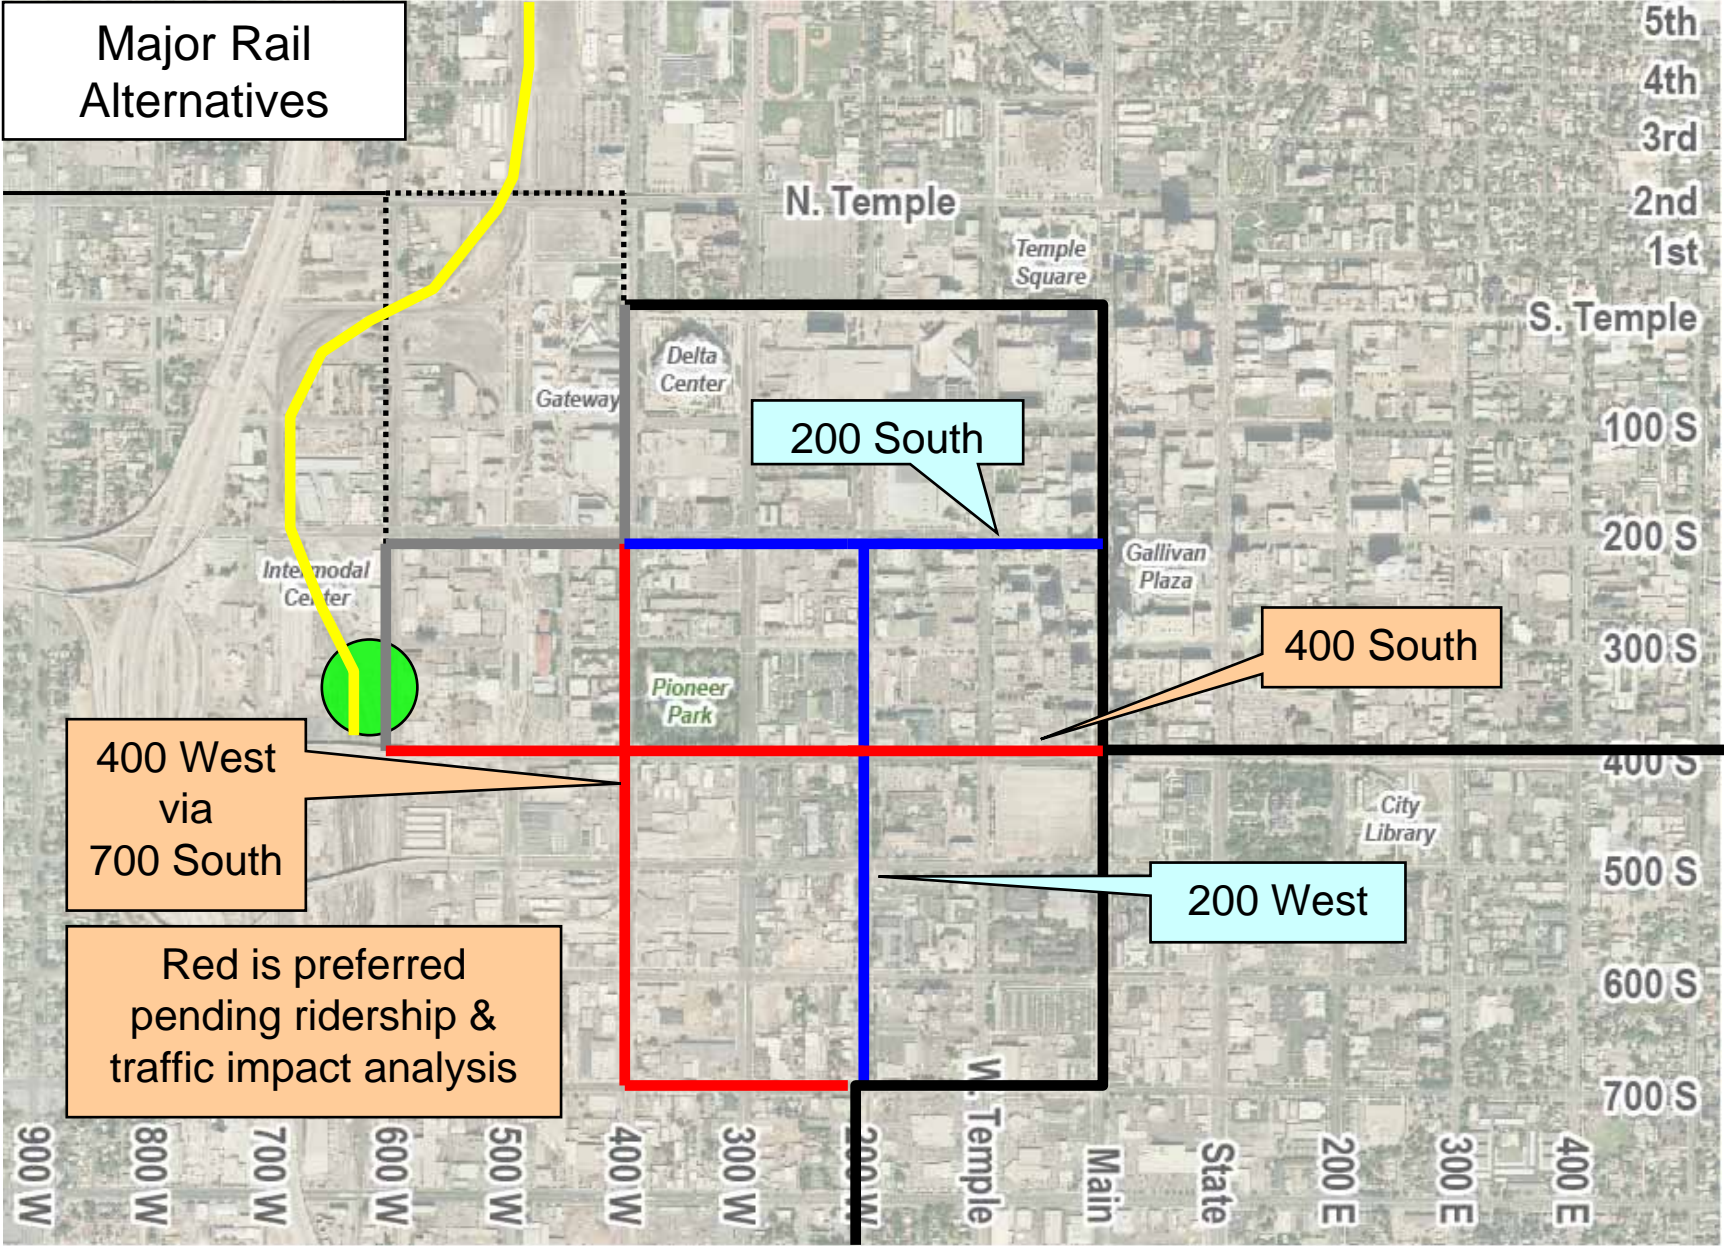 Major Rail
Alternatives
5th
4th
3rd
N. Temple
2nd
Temple
Square
1st
S. Temple
Delta
Center
Gateway
200 South
100 S
200 S
Intermodal
Center
Gallivan
Plaza
400 South
300 S
Pioneer
Park
400 West
via
700 South
400 S
City
Library
200 West
500 S
Red is preferred
pending ridership &
traffic impact analysis
600 S
700 S
900 W
800 W
700 W
600 W
500 W
400 W
300 W
200 W
W. Temple
Main
State
200 E
300 E
400 E